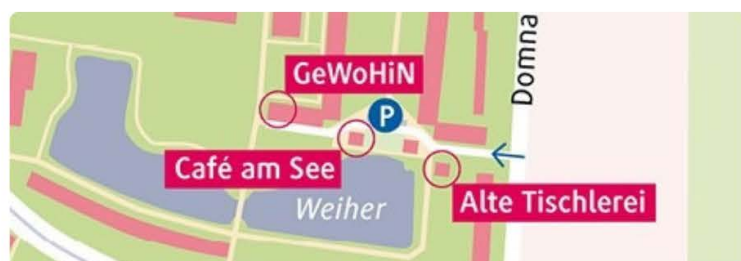 GeWoHiN
P
Domna
Café am See
Weiher
Alte Tischlerei